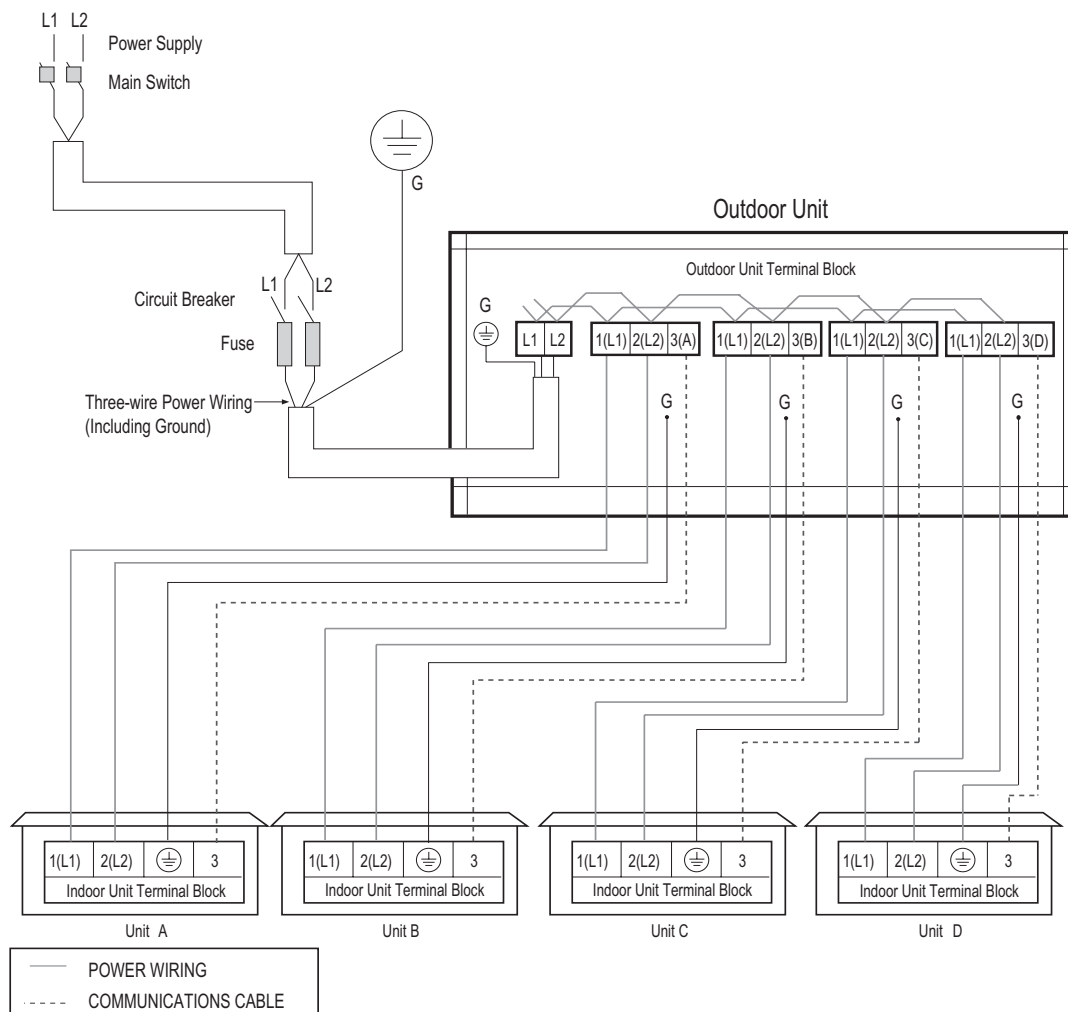 L1 L2
Power Supply
Main Switch
G
Outdoor Unit
Outdoor Unit Terminal Block
L1 L2
Circuit Breaker
Fuse
G
L1 L2
1(L1) 2(L2) 3(A)
1(L1) 2(L2) 3(B)
1(L1) 2(L2) 3(C)
1(L1) 2(L2) 3(D)
Three-wire Power Wiring
(Including Ground)
G
G
G
G
1(L1) 2(L2) 3
Indoor Unit Terminal Block
Unit A
1(L1) 2(L2) 3
Indoor Unit Terminal Block
Unit B
1(L1) 2(L2) 3
Indoor Unit Terminal Block
Unit C
1(L1) 2(L2) 3
Indoor Unit Terminal Block
Unit D
POWER WIRING
COMMUNICATIONS CABLE